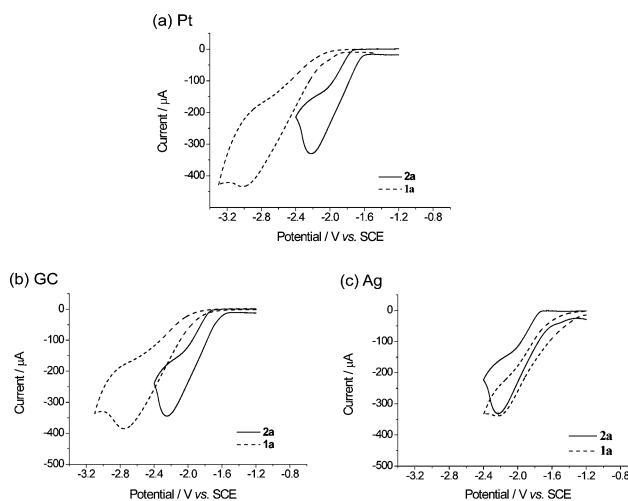 (a) Pt
0
-100
-200
-300
-400
Current / μA
2a
1a
-3.2 -2.8 -2.4 -2.0 -1.6 -1.2 -0.8
Potential / V vs. SCE
(b) GC
0
-100
-200
-300
-400
-500
Current / μA
2a
1a
-3.2 -2.8 -2.4 -2.0 -1.6 -1.2 -0.8
Potential / V vs. SCE
(c) Ag
0
-100
-200
-300
-400
-500
Current / μA
2a
1a
-3.2 -2.8 -2.4 -2.0 -1.6 -1.2 -0.8
Potential / V vs. SCE